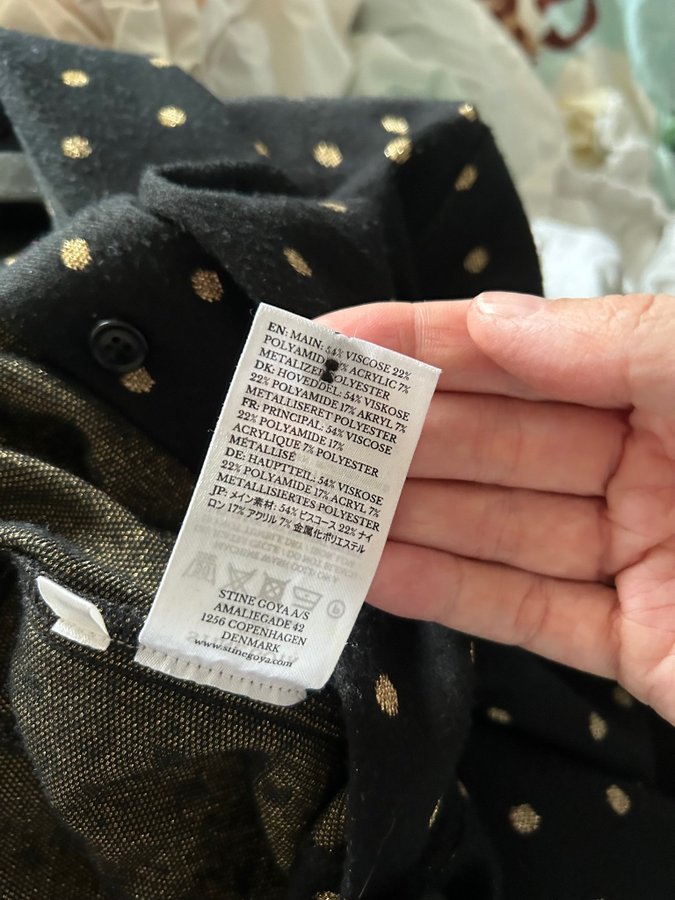 EN: MAIN: 54% VISCOSE 22%
POLYAMIDE % ACRYLIC 7%
METALIZED POLYESTER
DK: HOVEDDEL: 54% VISKOSE
22% POLYAMIDE 17% AKRYL 7%
METALLISERET POLYESTER
FR: PRINCIPAL: 54% VISCOSE
22% POLYAMIDE 17%
ACRYLIQUE 7% POLYESTER
MÉTALLISÉ
DE: HAUPTTEIL: 54% VISKOSE
22% POLYAMIDE 17% ACRYL 7%
METALLISIERTES POLYESTER
JP: メイン素材: 54% ビスコース 22% ナイ
ロン 17% アクリル 7% 金属化ポリエステル
STINE GOYA A/S
AMALIEGADE 42
1256 COPENHAGEN
DENMARK
www.stinegoya.com